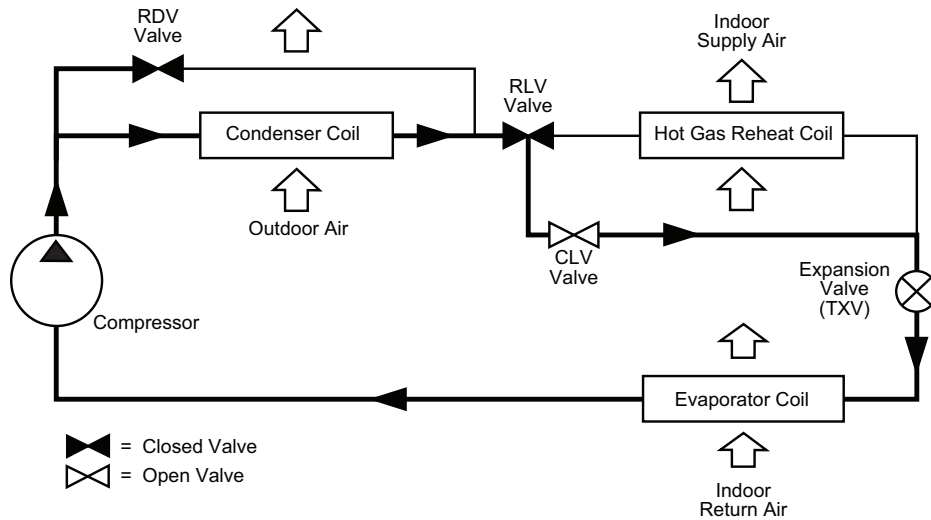 RDV
Valve
Indoor
Supply Air
RLV
Valve
Condenser Coil
Hot Gas Reheat Coil
Outdoor Air
CLV
Valve
Expansion
Valve
(TXV)
Compressor
Evaporator Coil
= Closed Valve
= Open Valve
Indoor
Return Air